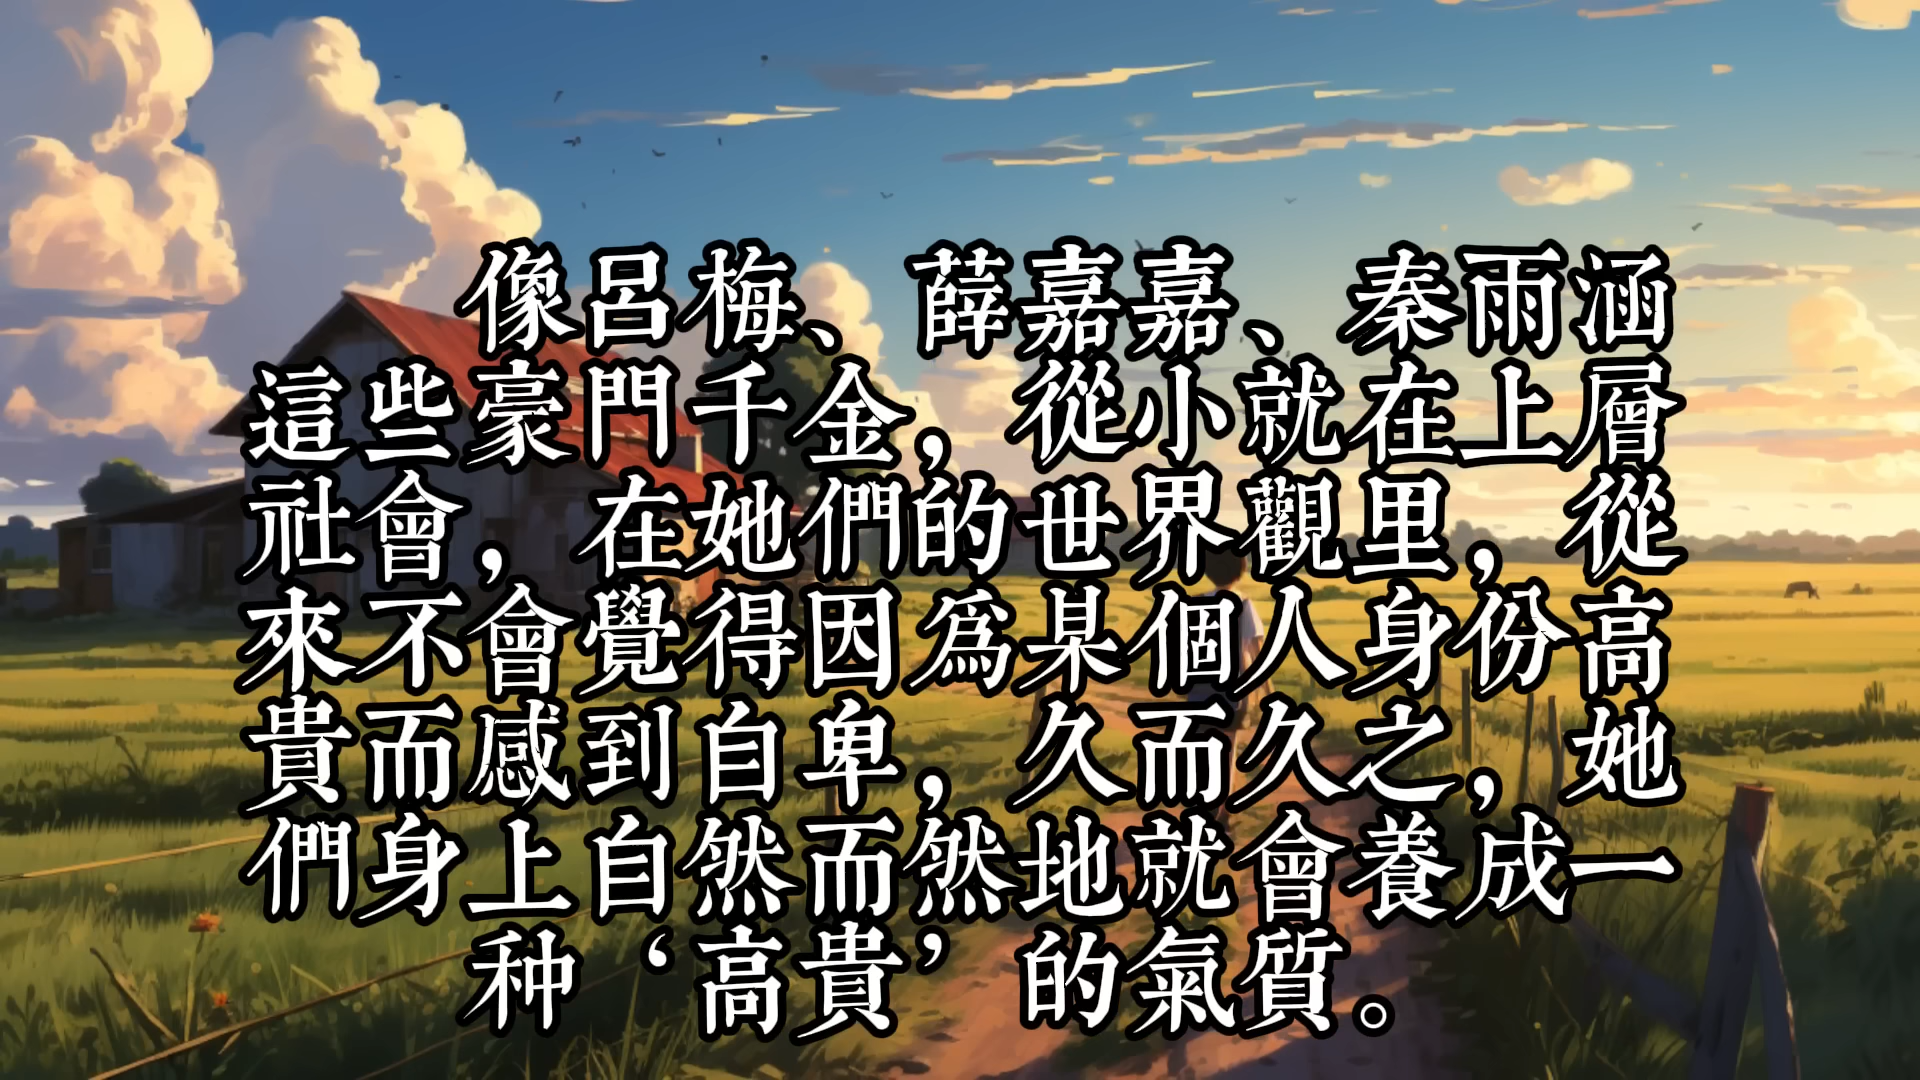 像呂梅、薛嘉嘉、秦雨涵
這些豪門千金，從小就在上層
社會，在她們的世界觀里，從
來不會覺得因爲某個人身份高
貴而感到自卑，久而久之，她
們身上自然而然地就會養成一
种‘高貴’的氣質。